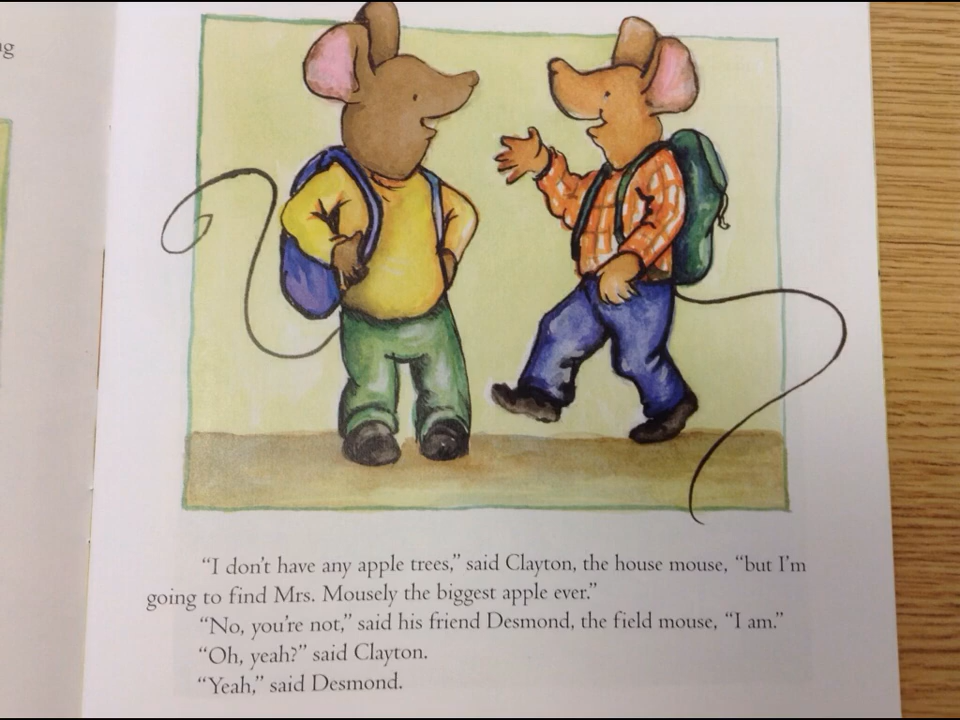 ng
“I don’t have any apple trees,” said Clayton, the house mouse, “but I’m
going to find Mrs. Mousely the biggest apple ever.”
“No, you’re not,” said his friend Desmond, the field mouse, “I am.”
“Oh, yeah?” said Clayton.
“Yeah,” said Desmond.